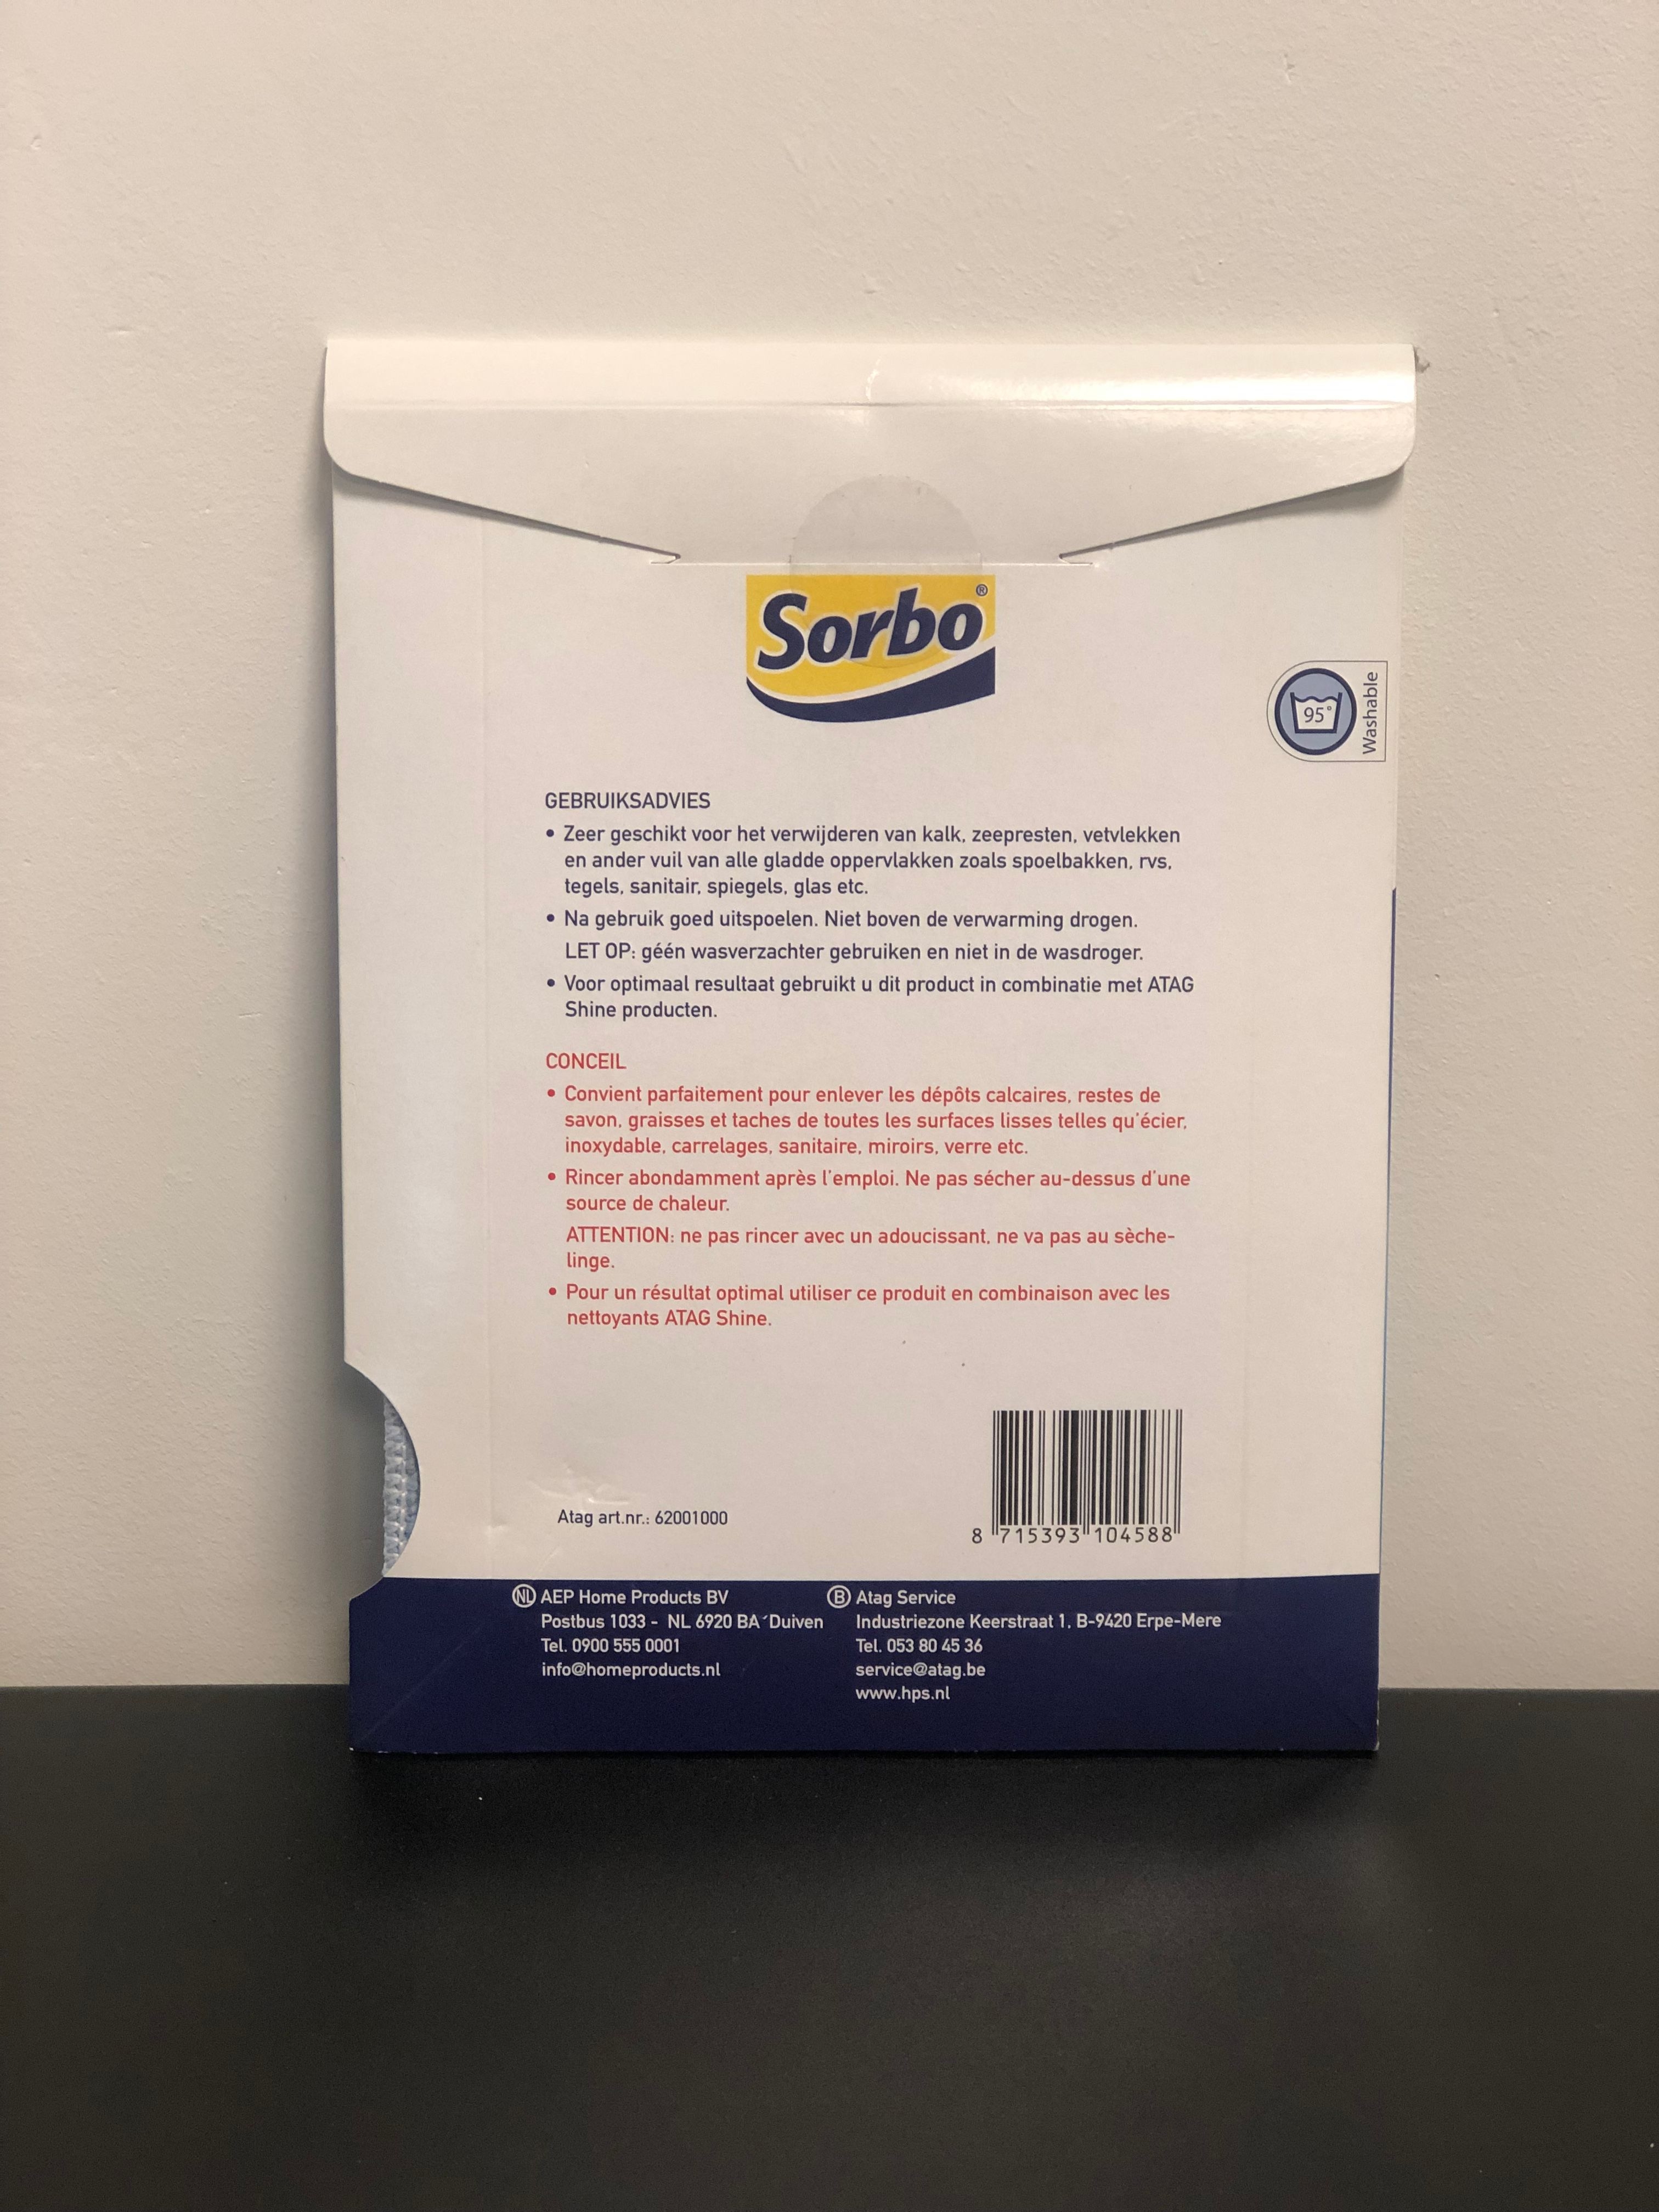 Sorbo®
95°
Washable
GEBRUIKSADVIES
• Zeer geschikt voor het verwijderen van kalk, zeepresten, vetvlekken
en ander vuil van alle gladde oppervlakken zoals spoelbakken, rvs,
tegels, sanitair, spiegels, glas etc.
• Na gebruik goed uitspoelen. Niet boven de verwarming drogen.
LET OP: géén wasverzachter gebruiken en niet in de wasdroger.
• Voor optimaal resultaat gebruikt u dit product in combinatie met ATAG
Shine producten.
CONCEIL
• Convient parfaitement pour enlever les dépôts calcaires, restes de
savon, graisses et taches de toutes les surfaces lisses telles qu'écier,
inoxydable, carrelages, sanitaire, miroirs, verre etc.
• Rincer abondamment après l'emploi. Ne pas sécher au-dessus d'une
source de chaleur.
ATTENTION: ne pas rincer avec un adoucissant, ne va pas au sèche-
linge.
• Pour un résultat optimal utiliser ce produit en combinaison avec les
nettoyants ATAG Shine.
Atag art.nr.: 62001000
8 715393 104588
NL AEP Home Products BV
Postbus 1033 - NL 6920 BA ´Duiven
Tel. 0900 555 0001
info@homeproducts.nl
B Atag Service
Industriezone Keerstraat 1, B-9420 Erpe-Mere
Tel. 053 80 45 36
service@atag.be
www.hps.nl